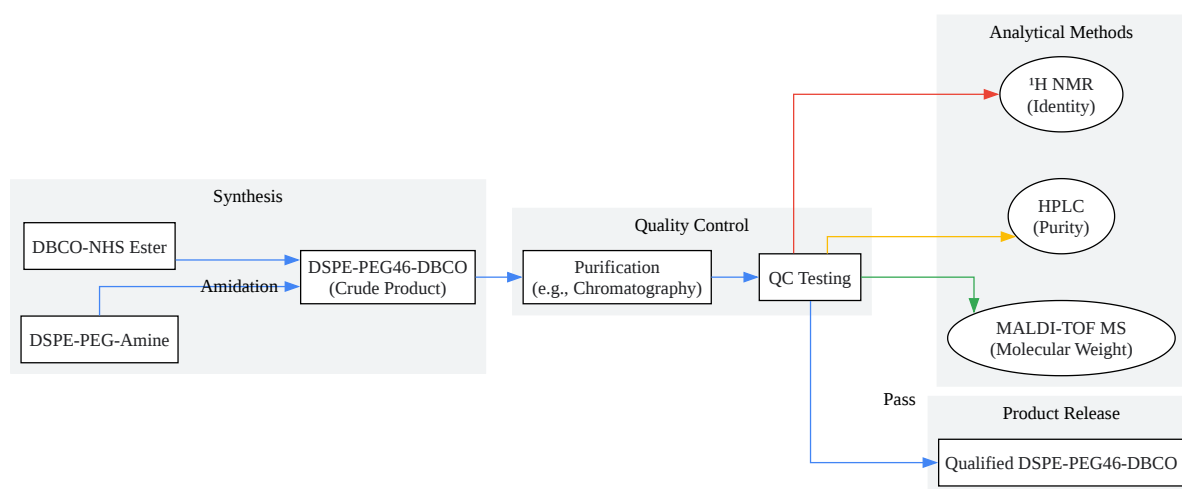 Analytical Methods
¹H NMR
(Identity)
HPLC
(Purity)
MALDI-TOF MS
(Molecular Weight)
Synthesis
DBCO-NHS Ester
Amidation
DSPE-PEG-Amine
DSPE-PEG46-DBCO
(Crude Product)
Quality Control
Purification
(e.g., Chromatography)
QC Testing
Pass
Product Release
Qualified DSPE-PEG46-DBCO